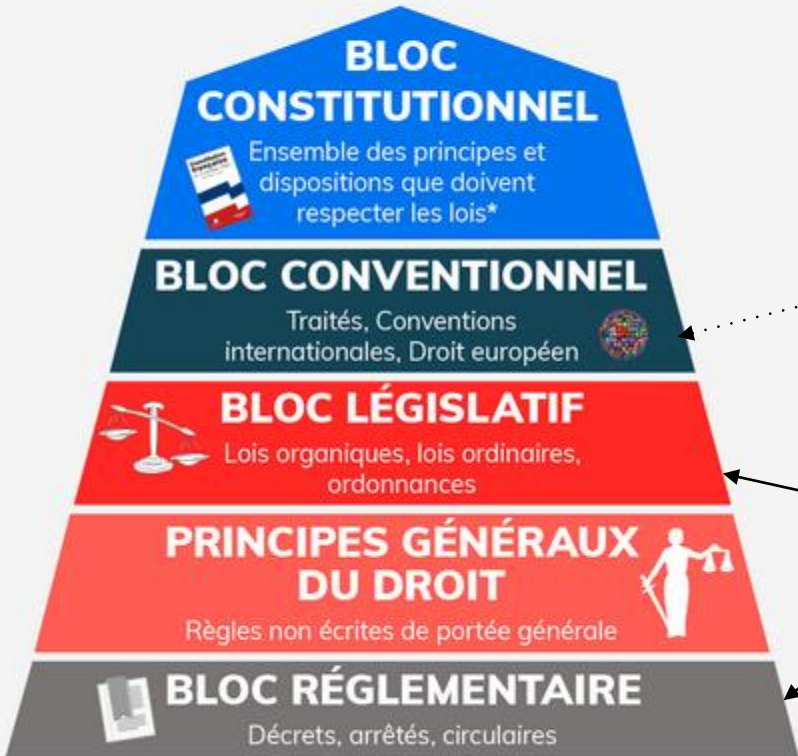 BLOC
CONSTITUTIONNEL
Ensemble des principes et
dispositions que doivent
respecter les lois*
BLOC CONVENTIONNEL
Traités, Conventions
internationales, Droit européen
BLOC LÉGISLATIF
Lois organiques, lois ordinaires,
ordonnances
PRINCIPES GÉNÉRAUX
DU DROIT
Règles non écrites de portée générale
BLOC RÉGLEMENTAIRE
Décrets, arrêtés, circulaires